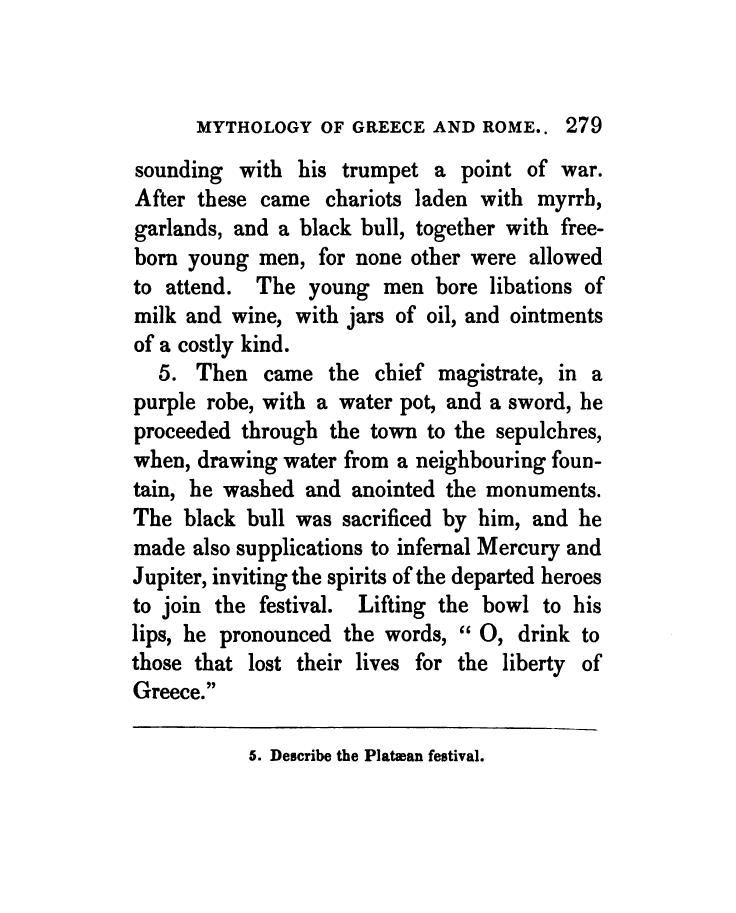 MYTHOLOGY OF GREECE AND ROME.. 279
sounding with his trumpet a point of war.
After these came chariots laden with myrrh,
garlands, and a black bull, together with free-
born young men, for none other were allowed
to attend. The young men bore libations of
milk and wine, with jars of oil, and ointments
of a costly kind.
5. Then came the chief magistrate, in a
purple robe, with a water pot, and a sword, he
proceeded through the town to the sepulchres,
when, drawing water from a neighbouring foun-
tain, he washed and anointed the monuments.
The black bull was sacrificed by him, and he
made also supplications to infernal Mercury and
Jupiter, inviting the spirits of the departed heroes
to join the festival. Lifting the bowl to his
lips, he pronounced the words, “ O, drink to
those that lost their lives for the liberty of
Greece.”
5. Describe the Platæan festival.